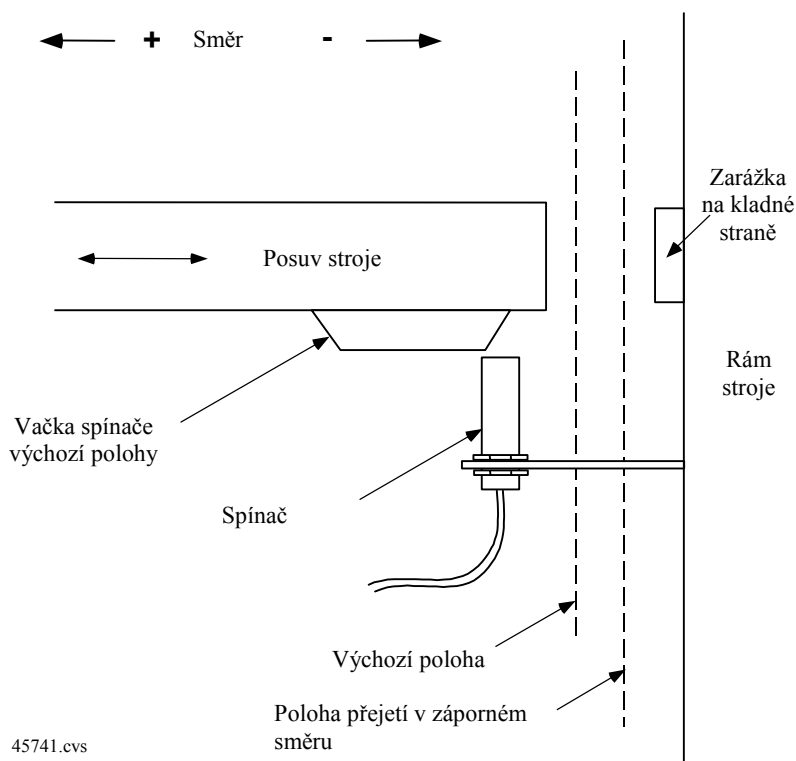 + Směr -
Zarážka
na kladné
straně
Posuv stroje
Rám
stroje
Vačka spínače
výchozí polohy
Spínač
Výchozí poloha
Poloha přejetí v záporném
směru
45741.cvs